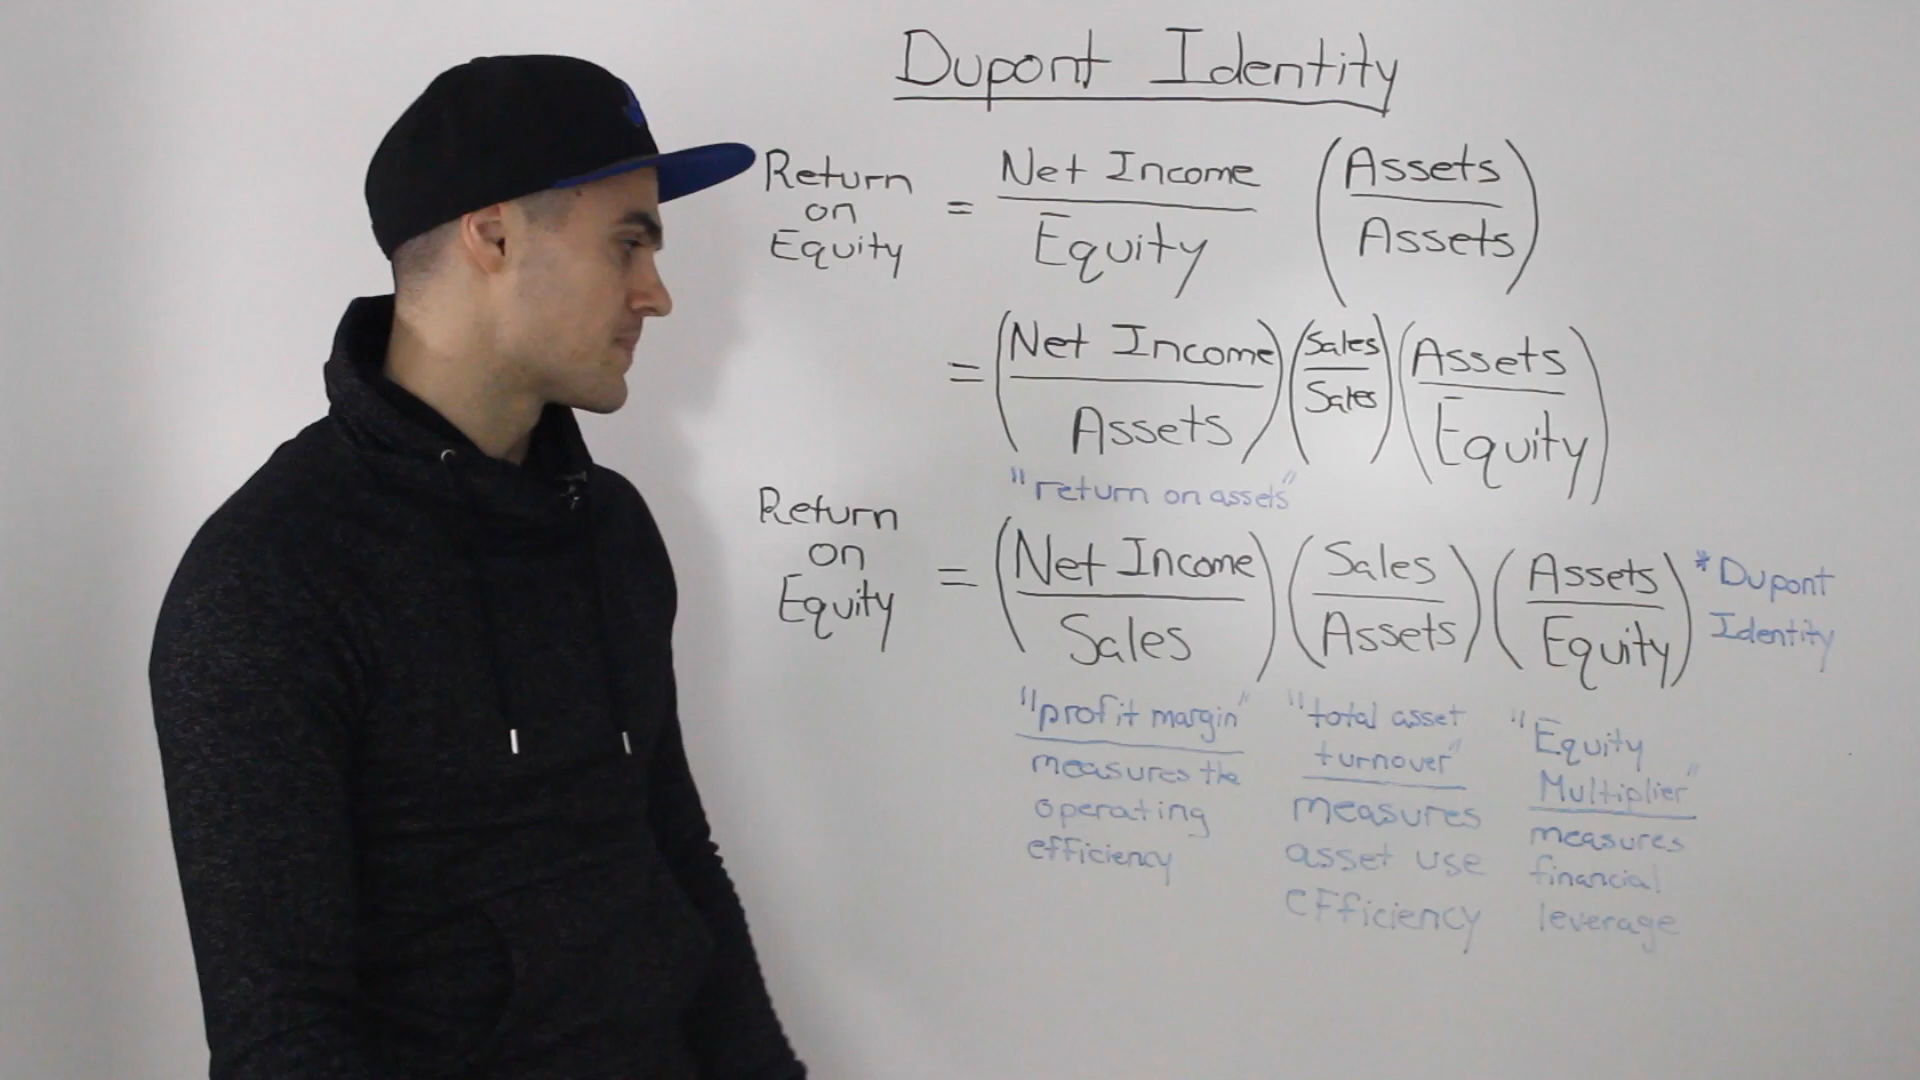 Dupont Identity
Return on Equity = Net Income / Equity (Assets / Assets)
= (Net Income / Assets) (Sales / Sales) (Assets / Equity)
"return on assets"
Return on Equity = (Net Income / Sales) (Sales / Assets) (Assets / Equity) *Dupont Identity
"profit margin"
measures the
operating
efficiency
"total asset
turnover"
measures
asset use
efficiency
"Equity
Multiplier"
measures
financial
leverage